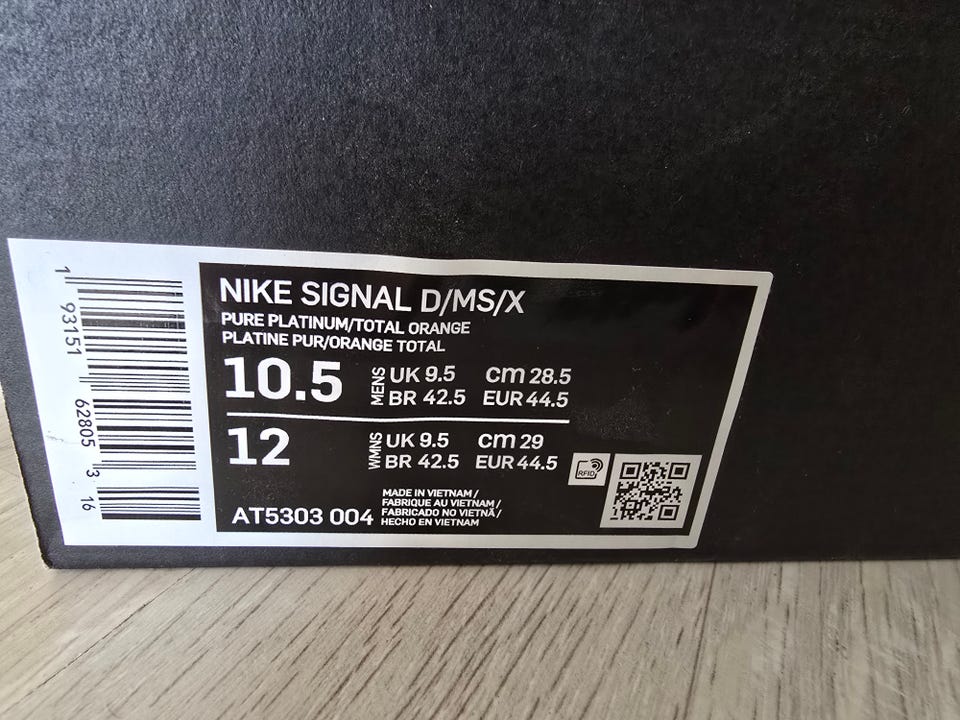 1 93151 62805 3 16
NIKE SIGNAL D/MS/X
PURE PLATINUM/TOTAL ORANGE
PLATINE PUR/ORANGE TOTAL
10.5 MENS UK 9.5 CM 28.5
BR 42.5 EUR 44.5
12 WMNS UK 9.5 CM 29
BR 42.5 EUR 44.5
RFID
AT5303 004
MADE IN VIETNAM /
FABRIQUE AU VIETNAM /
FABRICADO NO VIETNÃ /
HECHO EN VIETNAM